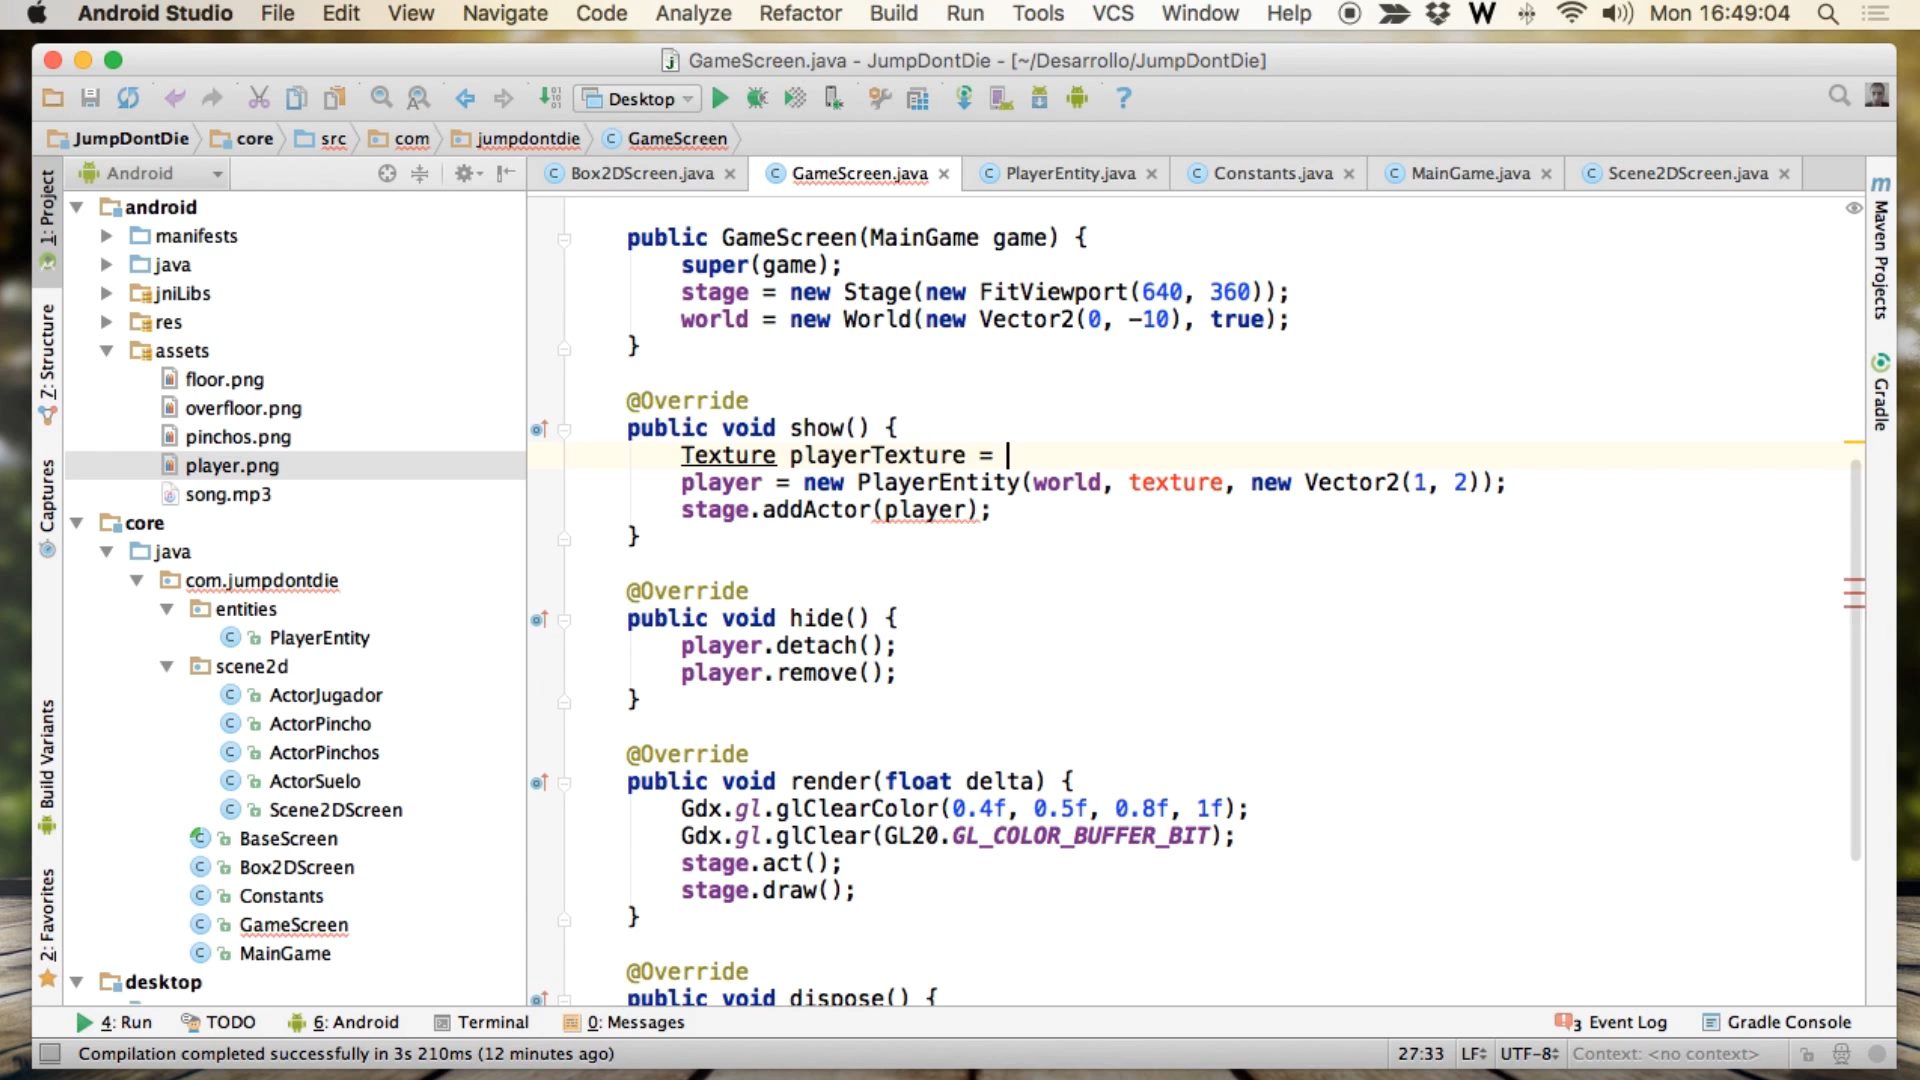 Android Studio File Edit View Navigate Code Analyze Refactor Build Run Tools VCS Window Help W Mon 16:49:04
GameScreen.java - JumpDontDie - [~/Desarrollo/JumpDontDie]
Desktop ?
JumpDontDie core src com jumpdontdie GameScreen
Android
Box2DScreen.java GameScreen.java PlayerEntity.java Constants.java MainGame.java Scene2DScreen.java
1: Project
Z: Structure
Captures
Build Variants
2: Favorites
android
manifests
java
jniLibs
res
assets
floor.png
overfloor.png
pinchos.png
player.png
song.mp3
core
java
com.jumpdontdie
entities
PlayerEntity
scene2d
ActorJugador
ActorPincho
ActorPinchos
ActorSuelo
Scene2DScreen
BaseScreen
Box2DScreen
Constants
GameScreen
MainGame
desktop
public GameScreen(MainGame game) {
super(game);
stage = new Stage(new FitViewport(640, 360));
world = new World(new Vector2(0, -10), true);
}
@Override
public void show() {
Texture playerTexture =
player = new PlayerEntity(world, texture, new Vector2(1, 2));
stage.addActor(player);
}
@Override
public void hide() {
player.detach();
player.remove();
}
@Override
public void render(float delta) {
Gdx.gl.glClearColor(0.4f, 0.5f, 0.8f, 1f);
Gdx.gl.glClear(GL20.GL_COLOR_BUFFER_BIT);
stage.act();
stage.draw();
}
@Override
public void dispose() {
m Maven Projects
Gradle
4: Run TODO 6: Android Terminal 0: Messages 3 Event Log Gradle Console
Compilation completed successfully in 3s 210ms (12 minutes ago) 27:33 LF UTF-8 Context: <no context>